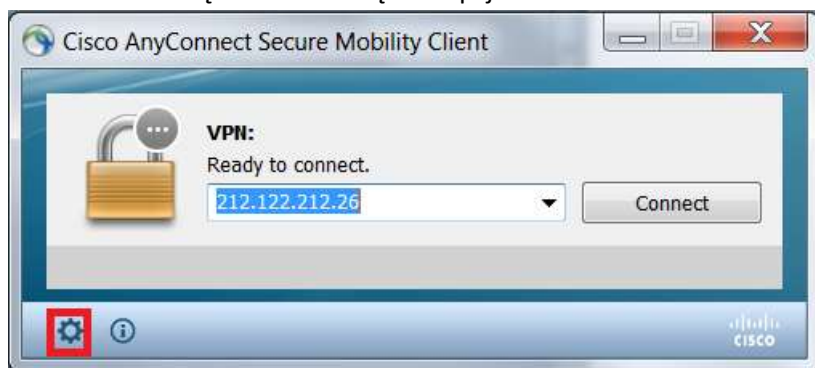 Cisco AnyConnect Secure Mobility Client
VPN:
Ready to connect.
212.122.212.26
Connect
CISCO